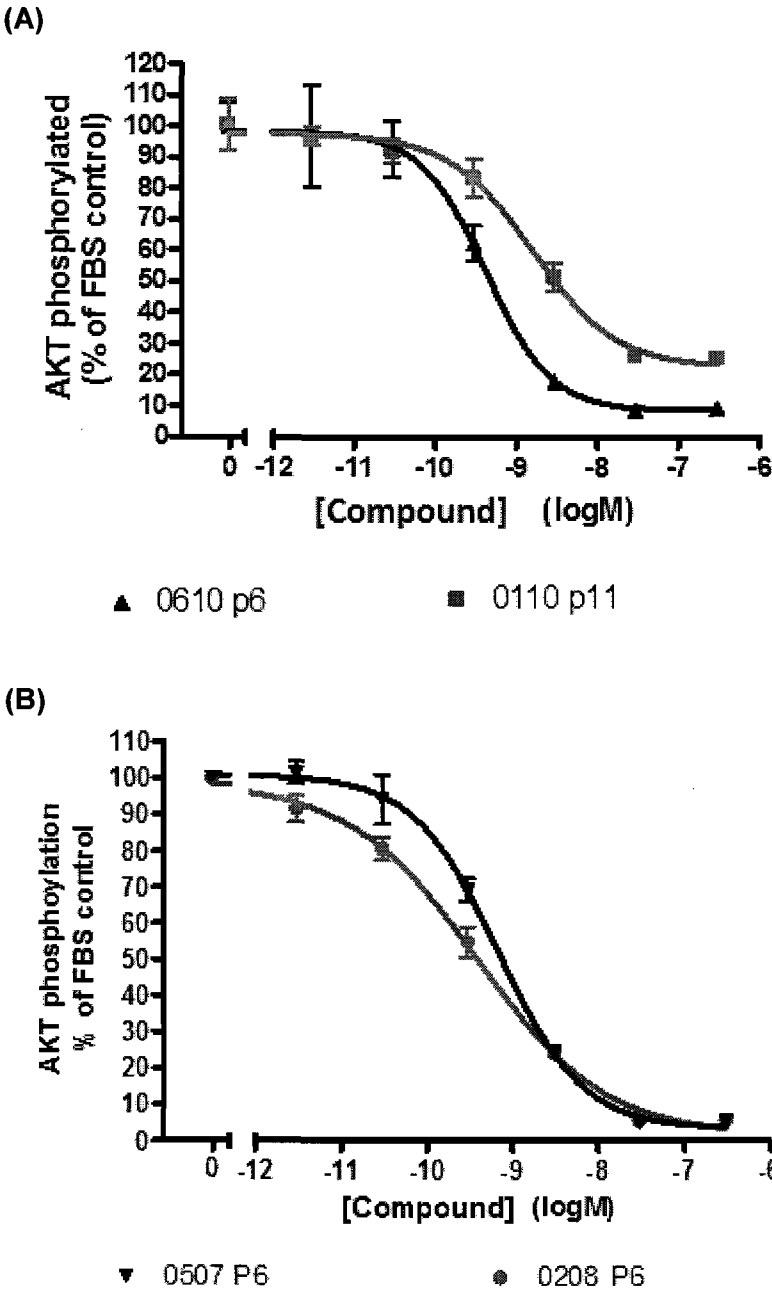 (A)
120
110
100
90
80
70
60
50
40
30
20
10
0
AKT phosphorylated
(% of FBS control)
0 -12 -11 -10 -9 -8 -7 -6
[Compound] (logM)
0610 p6 0110 p11
(B)
110
100
90
80
70
60
50
40
30
20
10
0
AKT phosphoylation
% of FBS control
0 -12 -11 -10 -9 -8 -7 -6
[Compound] (logM)
0507 P6 0208 P6